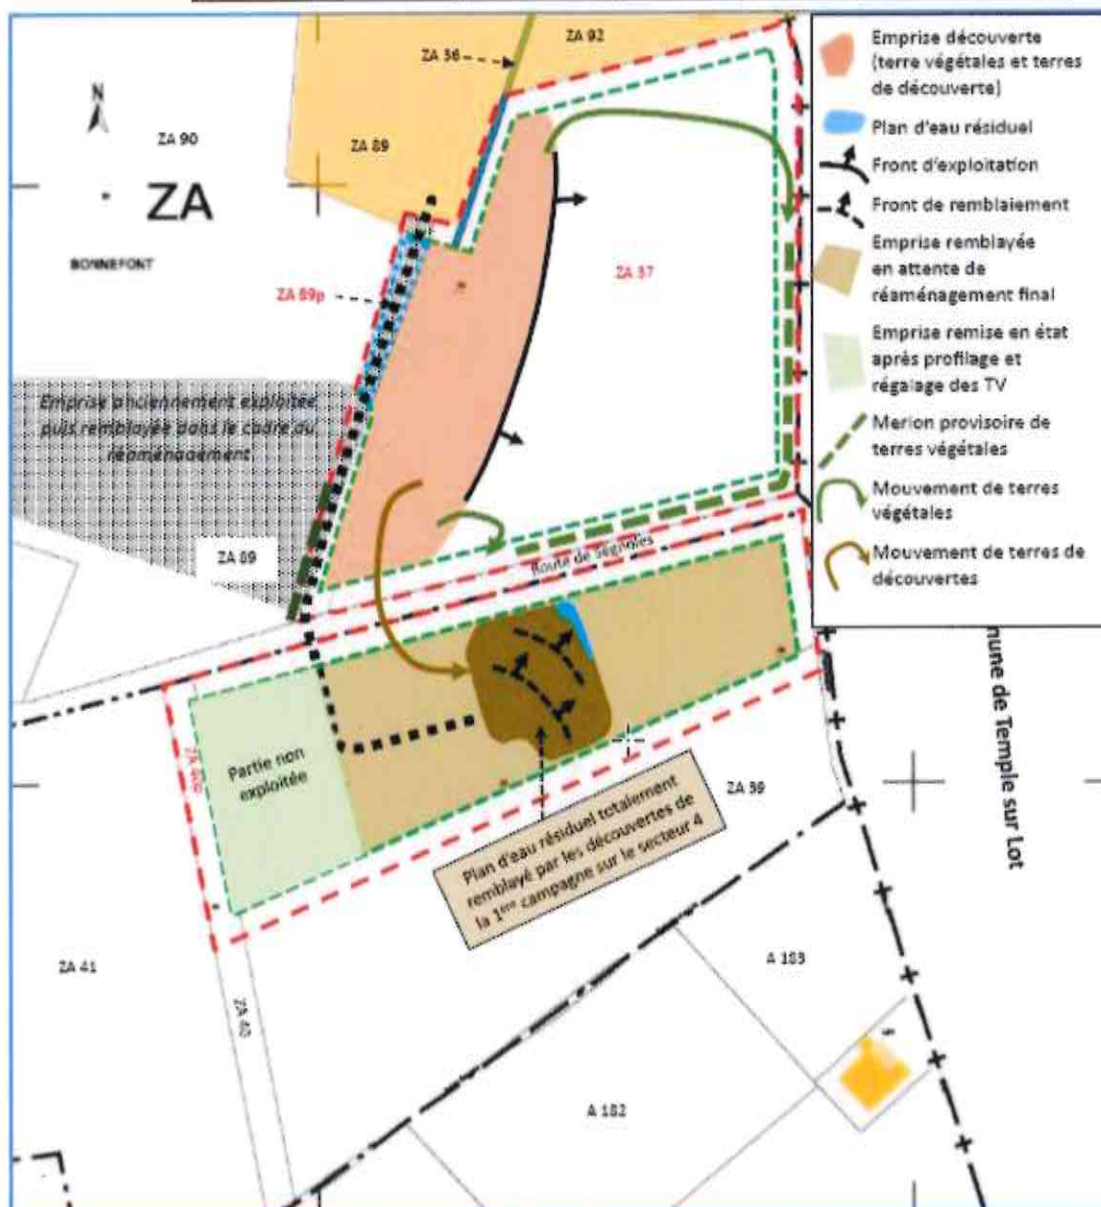 ZA 36
ZA 92
N
ZA 90
ZA 89
ZA
BONNEFONT
ZA 89p
ZA 37
Emprise anciennement exploitée
puis remblayée dans le cadre du
réaménagement
ZA 89
Route de
Partie non
exploitée
Plan d'eau résiduel totalement
remblayé par les découvertes de
la 1ère campagne sur le secteur 4
ZA 39
ZA 41
ZA 40
A 183
A 182
mune de Temple sur Lot
Emprise découverte
(terre végétales et terres
de découverte)
Plan d'eau résiduel
Front d'exploitation
Front de remblaiement
Emprise remblayée
en attente de
réaménagement final
Emprise remise en état
après profilage et
régalage des TV
Merlon provisoire de
terres végétales
Mouvement de terres
végétales
Mouvement de terres de
découvertes